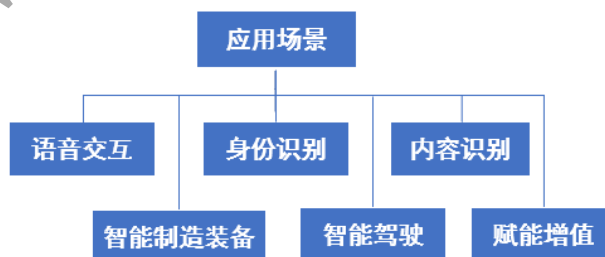 应用场景
语音交互
身份识别
内容识别
智能制造装备
智能驾驶
赋能增值